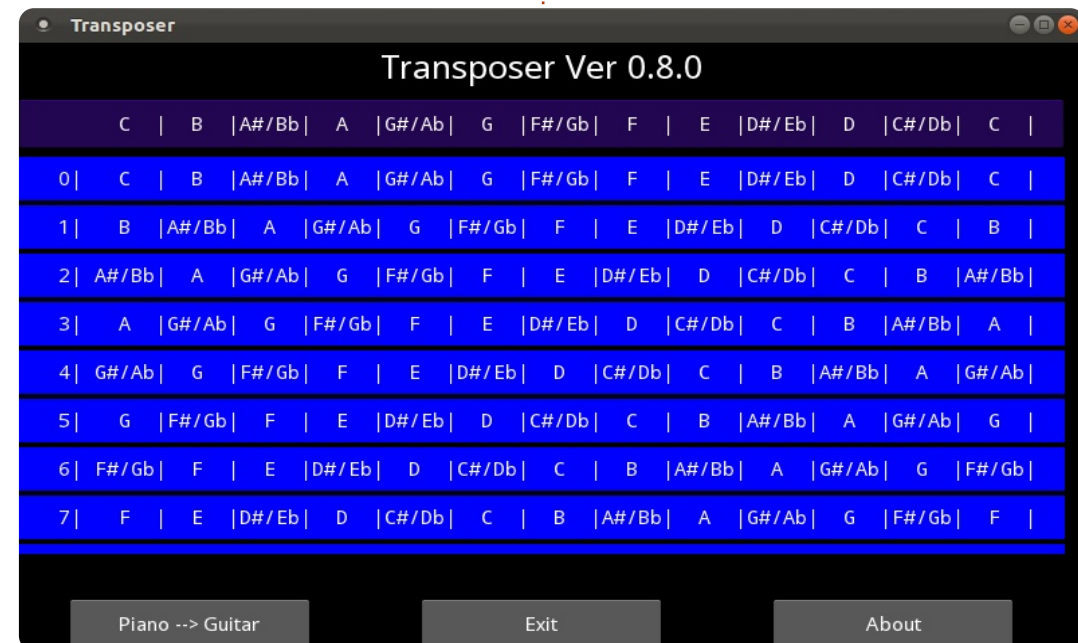 Transposer
Transposer Ver 0.8.0
C | B |A#/Bb| A |G#/Ab| G |F#/Gb| F | E |D#/Eb| D |C#/Db| C |
0| C | B |A#/Bb| A |G#/Ab| G |F#/Gb| F | E |D#/Eb| D |C#/Db| C |
1| B |A#/Bb| A |G#/Ab| G |F#/Gb| F | E |D#/Eb| D |C#/Db| C | B |
2| A#/Bb| A |G#/Ab| G |F#/Gb| F | E |D#/Eb| D |C#/Db| C | B |A#/Bb|
3| A |G#/Ab| G |F#/Gb| F | E |D#/Eb| D |C#/Db| C | B |A#/Bb| A |
4| G#/Ab| G |F#/Gb| F | E |D#/Eb| D |C#/Db| C | B |A#/Bb| A |G#/Ab|
5| G |F#/Gb| F | E |D#/Eb| D |C#/Db| C | B |A#/Bb| A |G#/Ab| G |
6| F#/Gb| F | E |D#/Eb| D |C#/Db| C | B |A#/Bb| A |G#/Ab| G |F#/Gb|
7| F | E |D#/Eb| D |C#/Db| C | B |A#/Bb| A |G#/Ab| G |F#/Gb| F |
Piano --> Guitar Exit About